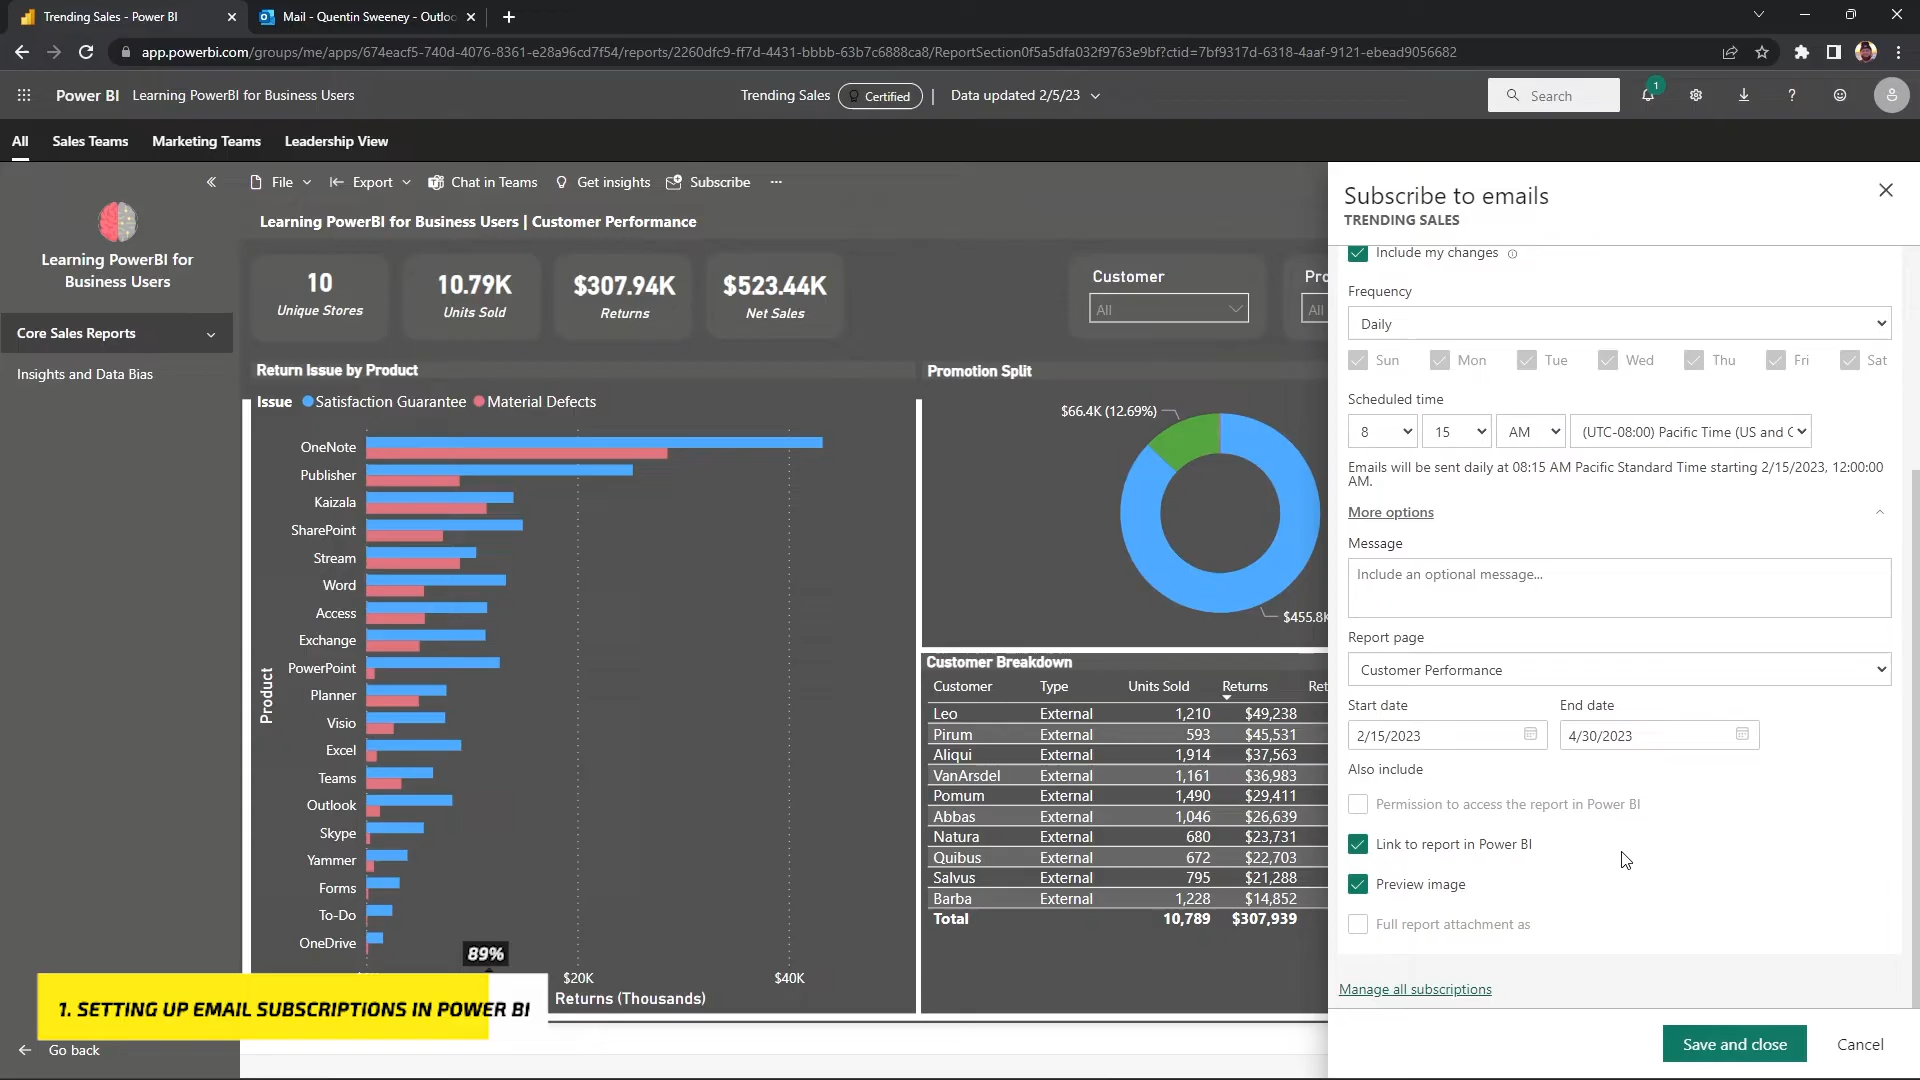 Trending Sales - Power BI
Mail - Quentin Sweeney - Outloo
app.powerbi.com/groups/me/apps/674eacf5-740d-4076-8361-e28a96cd7f54/reports/2260dfc9-ff7d-4431-bbbb-63b7c6888ca8/ReportSection0f5a5dfa032f9763e9bf?ctid=7bf9317d-6318-4aaf-9121-ebead9056682
Power BI Learning PowerBI for Business Users
Trending Sales Certified | Data updated 2/5/23
Search
1
All Sales Teams Marketing Teams Leadership View
File Export Chat in Teams Get insights Subscribe
Learning PowerBI for
Business Users
Core Sales Reports
Insights and Data Bias
Go back
Learning PowerBI for Business Users | Customer Performance
10
Unique Stores
10.79K
Units Sold
$307.94K
Returns
$523.44K
Net Sales
Customer
All
Pro
All
Return Issue by Product
Issue Satisfaction Guarantee Material Defects
Product
OneNote
Publisher
Kaizala
SharePoint
Stream
Word
Access
Exchange
PowerPoint
Planner
Visio
Excel
Teams
Outlook
Skype
Yammer
Forms
To-Do
OneDrive
$20K $40K
Returns (Thousands)
89%
1. SETTING UP EMAIL SUBSCRIPTIONS IN POWER BI
Promotion Split
$66.4K (12.69%)
$455.8K
Customer Breakdown
Customer Type Units Sold Returns Ret
Leo External 1,210 $49,238
Pirum External 593 $45,531
Aliqui External 1,914 $37,563
VanArsdel External 1,161 $36,983
Pomum External 1,490 $29,411
Abbas External 1,046 $26,639
Natura External 680 $23,731
Quibus External 672 $22,703
Salvus External 795 $21,288
Barba External 1,228 $14,852
Total 10,789 $307,939
Subscribe to emails
TRENDING SALES
Include my changes
Frequency
Daily
Sun Mon Tue Wed Thu Fri Sat
Scheduled time
8 15 AM (UTC-08:00) Pacific Time (US and C
Emails will be sent daily at 08:15 AM Pacific Standard Time starting 2/15/2023, 12:00:00
AM.
More options
Message
Include an optional message...
Report page
Customer Performance
Start date End date
2/15/2023 4/30/2023
Also include
Permission to access the report in Power BI
Link to report in Power BI
Preview image
Full report attachment as
Manage all subscriptions
Save and close Cancel